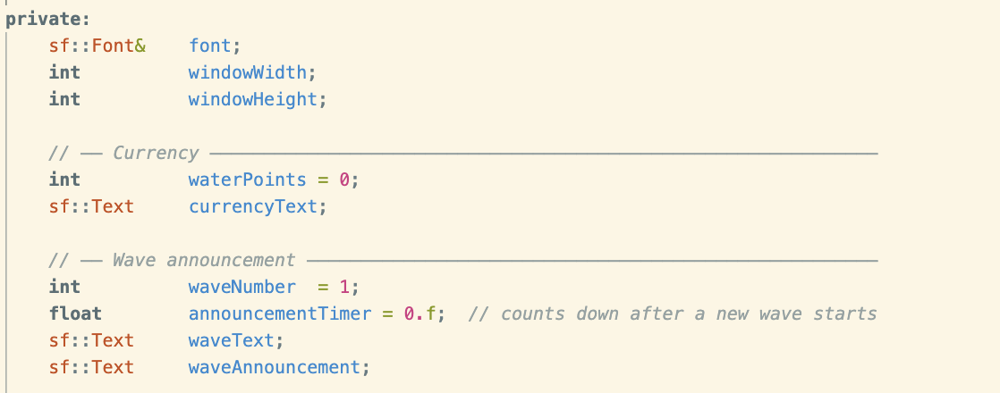 private:
    sf::Font&    font;
    int          windowWidth;
    int          windowHeight;
    // —— Currency ——————————————————————————————
    int          waterPoints = 0;
    sf::Text     currencyText;
    // —— Wave announcement ——————————————————————————
    int          waveNumber  = 1;
    float        announcementTimer = 0.f;  // counts down after a new wave starts
    sf::Text     waveText;
    sf::Text     waveAnnouncement;